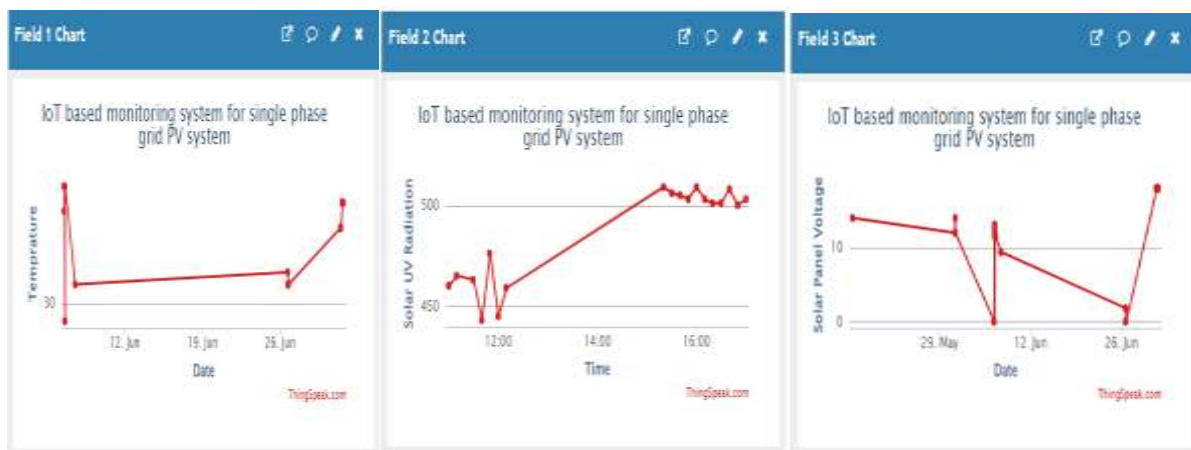 Field 1 Chart
IoT based monitoring system for single phase
grid PV system
Temprature
30
12. Jun
19. Jun
26. Jun
Date
ThingSpeak.com
Field 2 Chart
IoT based monitoring system for single phase
grid PV system
Solar UV Radiation
500
450
12:00
14:00
16:00
Time
ThingSpeak.com
Field 3 Chart
IoT based monitoring system for single phase
grid PV system
Solar Panel Voltage
10
0
29. May
12. Jun
26. Jun
Date
ThingSpeak.com